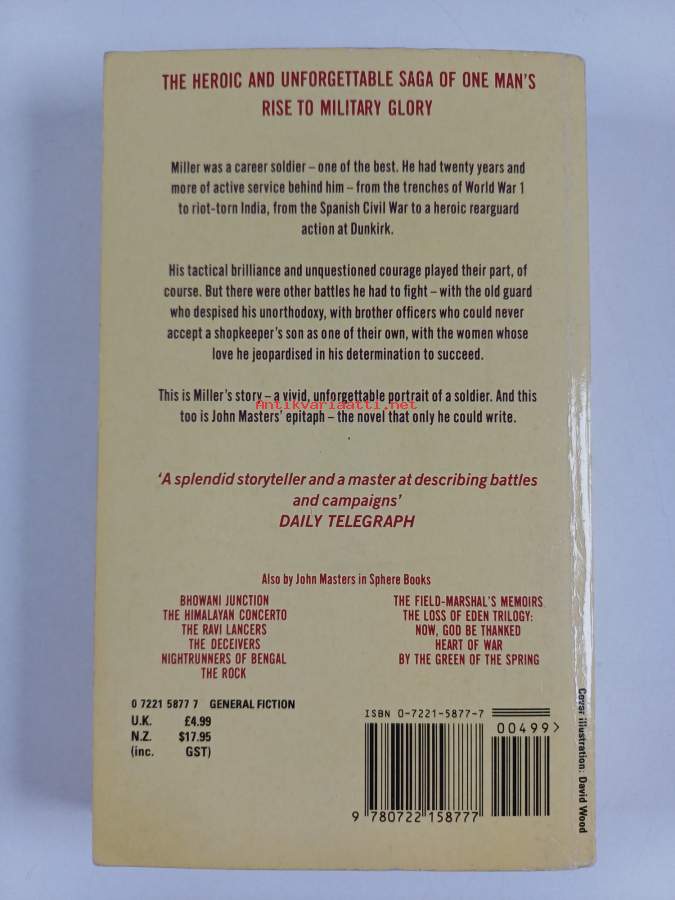 THE HEROIC AND UNFORGETTABLE SAGA OF ONE MAN'S
RISE TO MILITARY GLORY
Miller was a career soldier – one of the best. He had twenty years and
more of active service behind him – from the trenches of World War 1
to riot-torn India, from the Spanish Civil War to a heroic rearguard
action at Dunkirk.
His tactical brilliance and unquestioned courage played their part, of
course. But there were other battles he had to fight – with the old guard
who despised his unorthodoxy, with brother officers who could never
accept a shopkeeper's son as one of their own, with the women whose
love he jeopardised in his determination to succeed.
This is Miller's story – a vivid, unforgettable portrait of a soldier. And this
Antikvariaatti.net
too is John Masters' epitaph – the novel that only he could write.
'A splendid storyteller and a master at describing battles
and campaigns'
DAILY TELEGRAPH
Also by John Masters in Sphere Books
BHOWANI JUNCTION
THE HIMALAYAN CONCERTO
THE RAVI LANCERS
THE DECEIVERS
NIGHTRUNNERS OF BENGAL
THE ROCK
THE FIELD-MARSHAL'S MEMOIRS
THE LOSS OF EDEN TRILOGY:
NOW, GOD BE THANKED
HEART OF WAR
BY THE GREEN OF THE SPRING
0 7221 5877 7 GENERAL FICTION
U.K. £4.99
N.Z. $17.95
(inc. GST)
ISBN 0-7221-5877-7
00499>
9 780722 158777
Cover illustration: David Wood